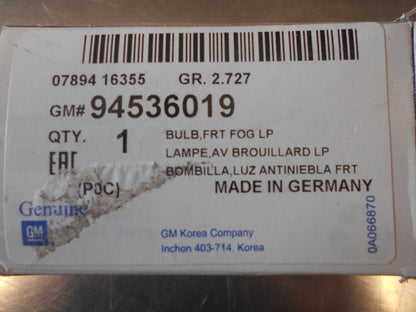 07894 16355 GR. 2.727
GM# 94536019
QTY. 1 BULB,FRT FOG LP
LAMPE,AV BROUILLARD LP
EAC BOMBILLA,LUZ ANTINIEBLA FRT
(P0C) MADE IN GERMANY
Genuine
GM
GM Korea Company
Inchon 403-714, Korea
0A066870